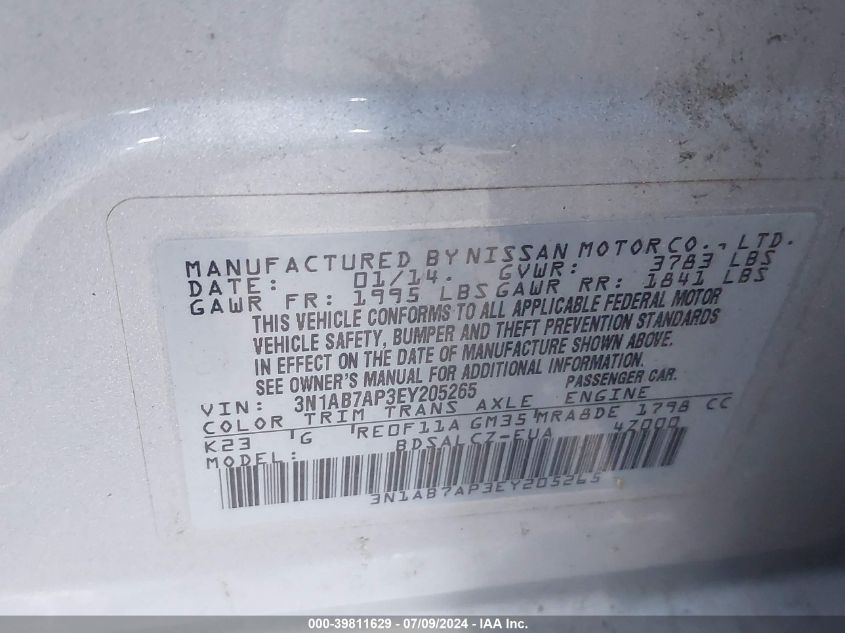 MANUFACTURED BY NISSAN MOTOR CO., LTD.
DATE: 01/14. GVWR: 3783 LBS
GAWR FR: 1995 LBS GAWR RR: 1841 LBS
THIS VEHICLE CONFORMS TO ALL APPLICABLE FEDERAL MOTOR
VEHICLE SAFETY, BUMPER AND THEFT PREVENTION STANDARDS
IN EFFECT ON THE DATE OF MANUFACTURE SHOWN ABOVE.
SEE OWNER'S MANUAL FOR ADDITIONAL INFORMATION.
VIN: 3N1AB7AP3EY205265 PASSENGER CAR.
COLOR TRIM TRANS AXLE ENGINE
K23 'G 'RE0F11A GM35'MRA8DE 1798 CC
MODEL: BDSALCZ-EUA 47000
3N1AB7AP3EY205265
000-39811629 - 07/09/2024 - IAA Inc.